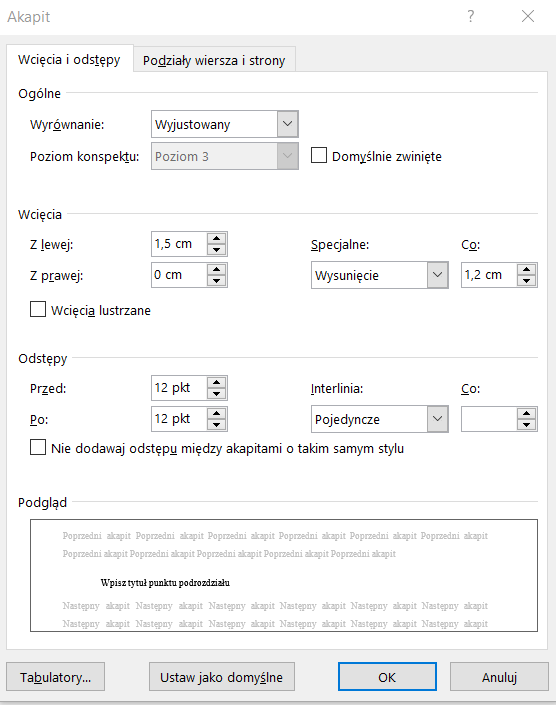 Akapit ?
Wcięcia i odstępy Podziały wiersza i strony
Ogólne
Wyrównanie: Wyjustowany
Poziom konspektu: Poziom 3 Domyślnie zwinięte
Wcięcia
Z lewej: 1,5 cm Specjalne: Co:
Z prawej: 0 cm Wysunięcie 1,2 cm
Wcięcia lustrzane
Odstępy
Przed: 12 pkt Interlinia: Co:
Po: 12 pkt Pojedyncze
Nie dodawaj odstępu między akapitami o takim samym stylu
Podgląd
Poprzedni akapit Poprzedni akapit Poprzedni akapit Poprzedni akapit Poprzedni akapit Poprzedni
Poprzedni akapit Poprzedni akapit Poprzedni akapit Poprzedni akapit Poprzedni akapit
Wpisz tytuł punktu podrozdziału
Następny akapit Następny akapit Następny akapit Następny akapit Następny akapit Następny akapit
Następny akapit Następny akapit Następny akapit Następny akapit Następny akapit Następny akapit
Tabulatory... Ustaw jako domyślne OK Anuluj